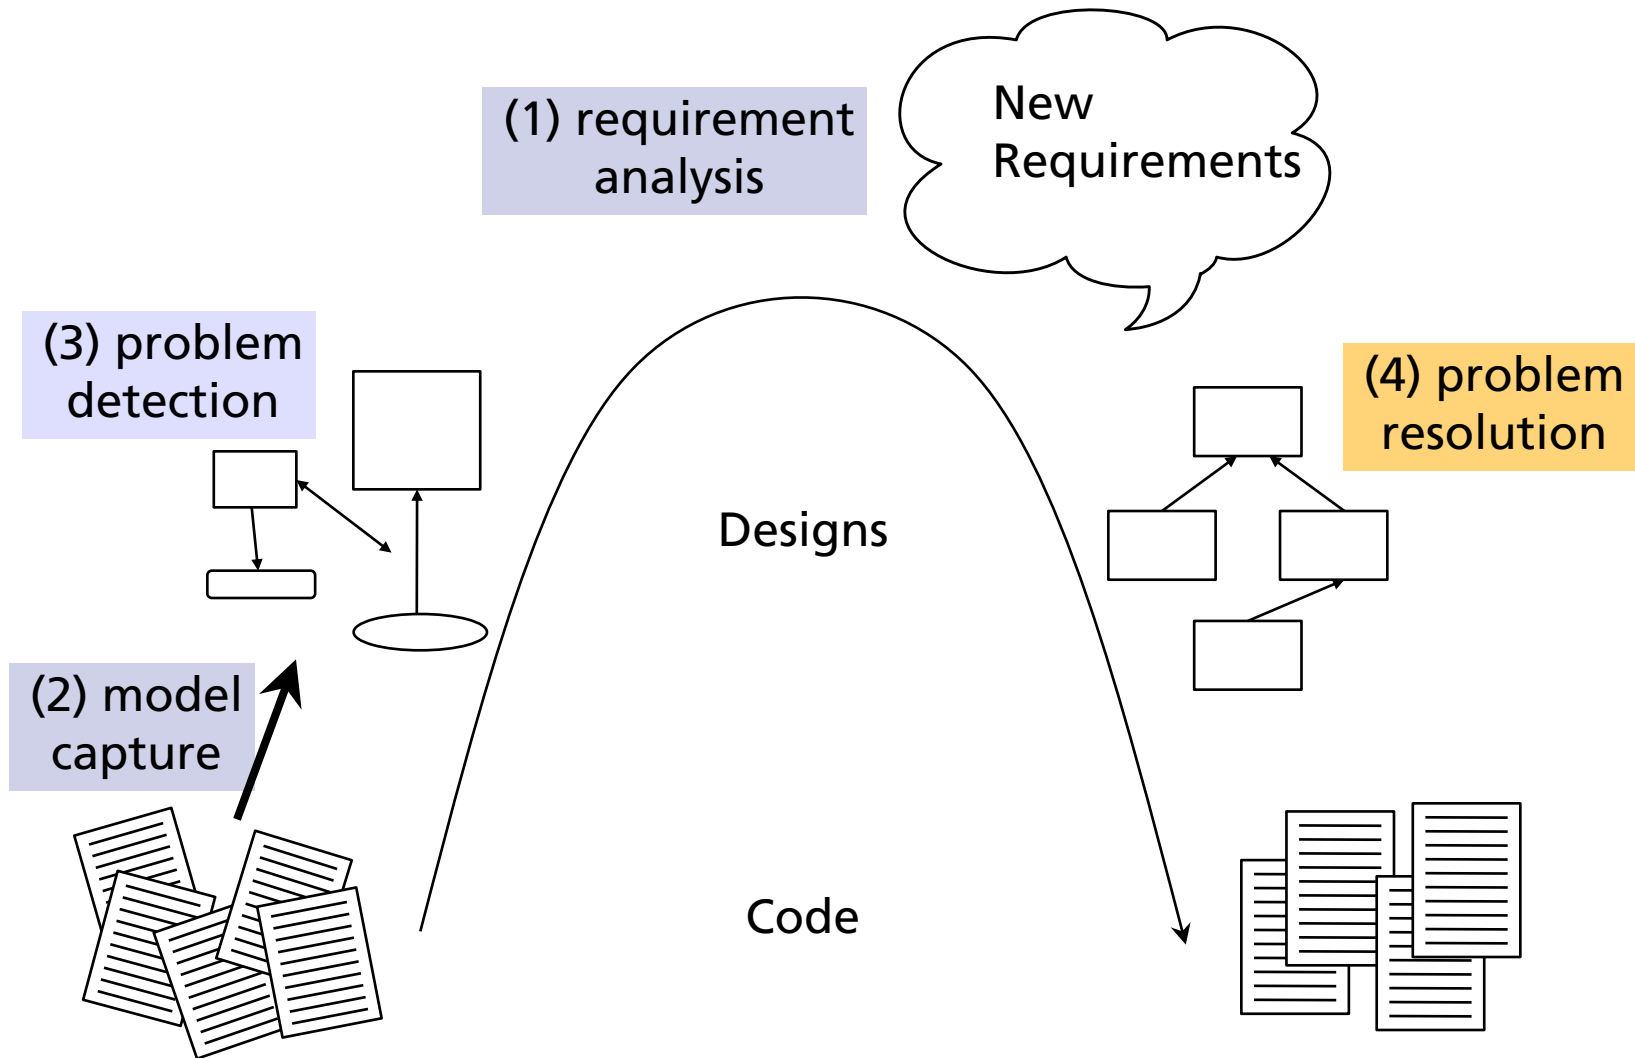 (1) requirement
analysis
New
Requirements
(3) problem
detection
(4) problem
resolution
Designs
(2) model
capture
Code